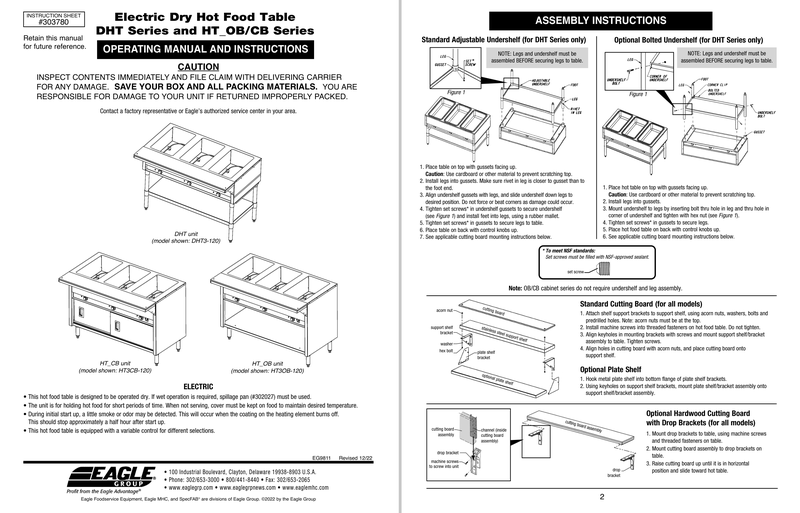 INSTRUCTION SHEET
#303780
Retain this manual
for future reference.
Electric Dry Hot Food Table
DHT Series and HT_OB/CB Series
OPERATING MANUAL AND INSTRUCTIONS
CAUTION
INSPECT CONTENTS IMMEDIATELY AND FILE CLAIM WITH DELIVERING CARRIER
FOR ANY DAMAGE. SAVE YOUR BOX AND ALL PACKING MATERIALS. YOU ARE
RESPONSIBLE FOR DAMAGE TO YOUR UNIT IF RETURNED IMPROPERLY PACKED.
Contact a factory representative or Eagle's authorized service center in your area.
DHT unit
(model shown: DHT3-120)
HT_CB unit
(model shown: HT3CB-120)
HT_OB unit
(model shown: HT3OB-120)
ELECTRIC
• This hot food table is designed to be operated dry. If wet operation is required, spillage pan (#302027) must be used.
• The unit is for holding hot food for short periods of time. When not serving, cover must be kept on food to maintain desired temperature.
• During initial start up, a little smoke or odor may be detected. This will occur when the coating on the heating element burns off.
This should stop approximately a half hour after start up.
• This hot food table is equipped with a variable control for different selections.
EG9811 Revised 12/22
EAGLE
GROUP®
Profit from the Eagle Advantage®
• 100 Industrial Boulevard, Clayton, Delaware 19938-8903 U.S.A.
• Phone: 302/653-3000 • 800/441-8440 • Fax: 302/653-2065
• www.eaglegrp.com • www.eaglegrpnews.com • www.eaglemhc.com
Eagle Foodservice Equipment, Eagle MHC, and SpecFAB® are divisions of Eagle Group. ©2022 by the Eagle Group
ASSEMBLY INSTRUCTIONS
Standard Adjustable Undershelf (for DHT Series only)
NOTE: Legs and undershelf must be
assembled BEFORE securing legs to table.
LEG
GUSSET
SET*
SCREW
Figure 1
ADJUSTABLE
UNDERSHELF
FOOT
LEG
RIVET
IN LEG
1. Place table on top with gussets facing up.
Caution: Use cardboard or other material to prevent scratching top.
2. Install legs into gussets. Make sure rivet in leg is closer to gusset than to
the foot end.
3. Align undershelf gussets with legs, and slide undershelf down legs to
desired position. Do not force or beat corners as damage could occur.
4. Tighten set screws* in undershelf gussets to secure undershelf
(see Figure 1) and install feet into legs, using a rubber mallet.
5. Tighten set screws* in gussets to secure legs to table.
6. Place table on back with control knobs up.
7. See applicable cutting board mounting instructions below.
Optional Bolted Undershelf (for DHT Series only)
NOTE: Legs and undershelf must be
assembled BEFORE securing legs to table.
LEG
UNDERSHELF
BOLT
CORNER OF
UNDERSHELF
Figure 1
FOOT
LEG
CORNER CLIP
BOLTED
UNDERSHELF
UNDERSHELF
BOLT
GUSSET
1. Place hot table on top with gussets facing up.
Caution: Use cardboard or other material to prevent scratching top.
2. Install legs into gussets.
3. Mount undershelf to legs by inserting bolt thru hole in leg and thru hole in
corner of undershelf and tighten with hex nut (see Figure 1).
4. Tighten set screws* in gussets to secure legs.
5. Place hot food table on back with control knobs up.
6. See applicable cutting board mounting instructions below.
* To meet NSF standards:
Set screws must be filled with NSF-approved sealant.
set screw
Note: OB/CB cabinet series do not require undershelf and leg assembly.
acorn nut
support shelf
bracket
washer
hex bolt
cutting board
stainless steel support shelf
plate shelf
bracket
optional plate shelf
Standard Cutting Board (for all models)
1. Attach shelf support brackets to support shelf, using acorn nuts, washers, bolts and
predrilled holes. Note: acorn nuts must be at the top.
2. Install machine screws into threaded fasteners on hot food table. Do not tighten.
3. Align keyholes in mounting brackets with screws and mount support shelf/bracket
assembly to table. Tighten screws.
4. Align holes in cutting board with acorn nuts, and place cutting board onto
support shelf.
Optional Plate Shelf
1. Hook metal plate shelf into bottom flange of plate shelf brackets.
2. Using keyholes on support shelf brackets, mount plate shelf/bracket assembly onto
support shelf/bracket assembly.
cutting board
assembly
channel (inside
cutting board
assembly)
drop bracket
machine screws
to screw into unit
cutting board assembly
drop
bracket
Optional Hardwood Cutting Board
with Drop Brackets (for all models)
1. Mount drop brackets to table, using machine screws
and threaded fasteners on table.
2. Mount cutting board assembly to drop brackets on
table.
3. Raise cutting board up until it is in horizontal
position and slide toward hot table.
2